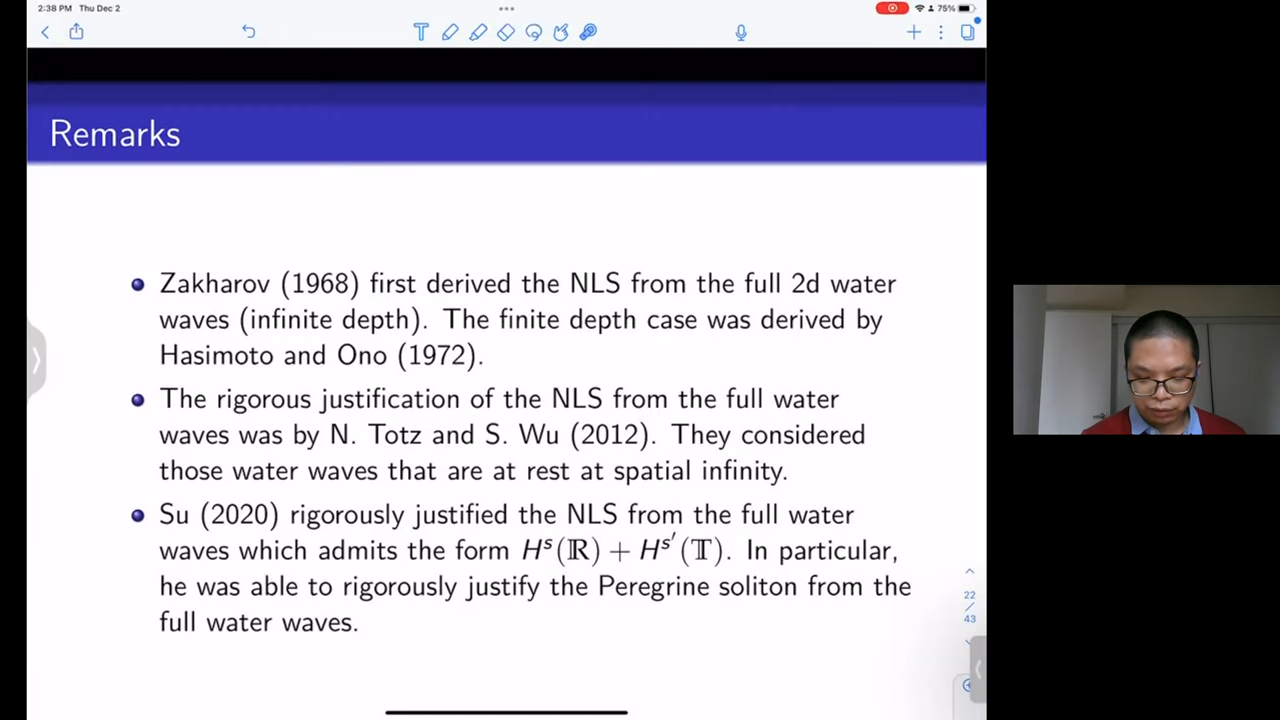 2:38 PM Thu Dec 2
75%
Remarks
Zakharov (1968) first derived the NLS from the full 2d water
waves (infinite depth). The finite depth case was derived by
Hasimoto and Ono (1972).
The rigorous justification of the NLS from the full water
waves was by N. Totz and S. Wu (2012). They considered
those water waves that are at rest at spatial infinity.
Su (2020) rigorously justified the NLS from the full water
waves which admits the form Hˢ(ℝ) + Hˢ′(𝕋). In particular,
he was able to rigorously justify the Peregrine soliton from the
full water waves.
22
/
43